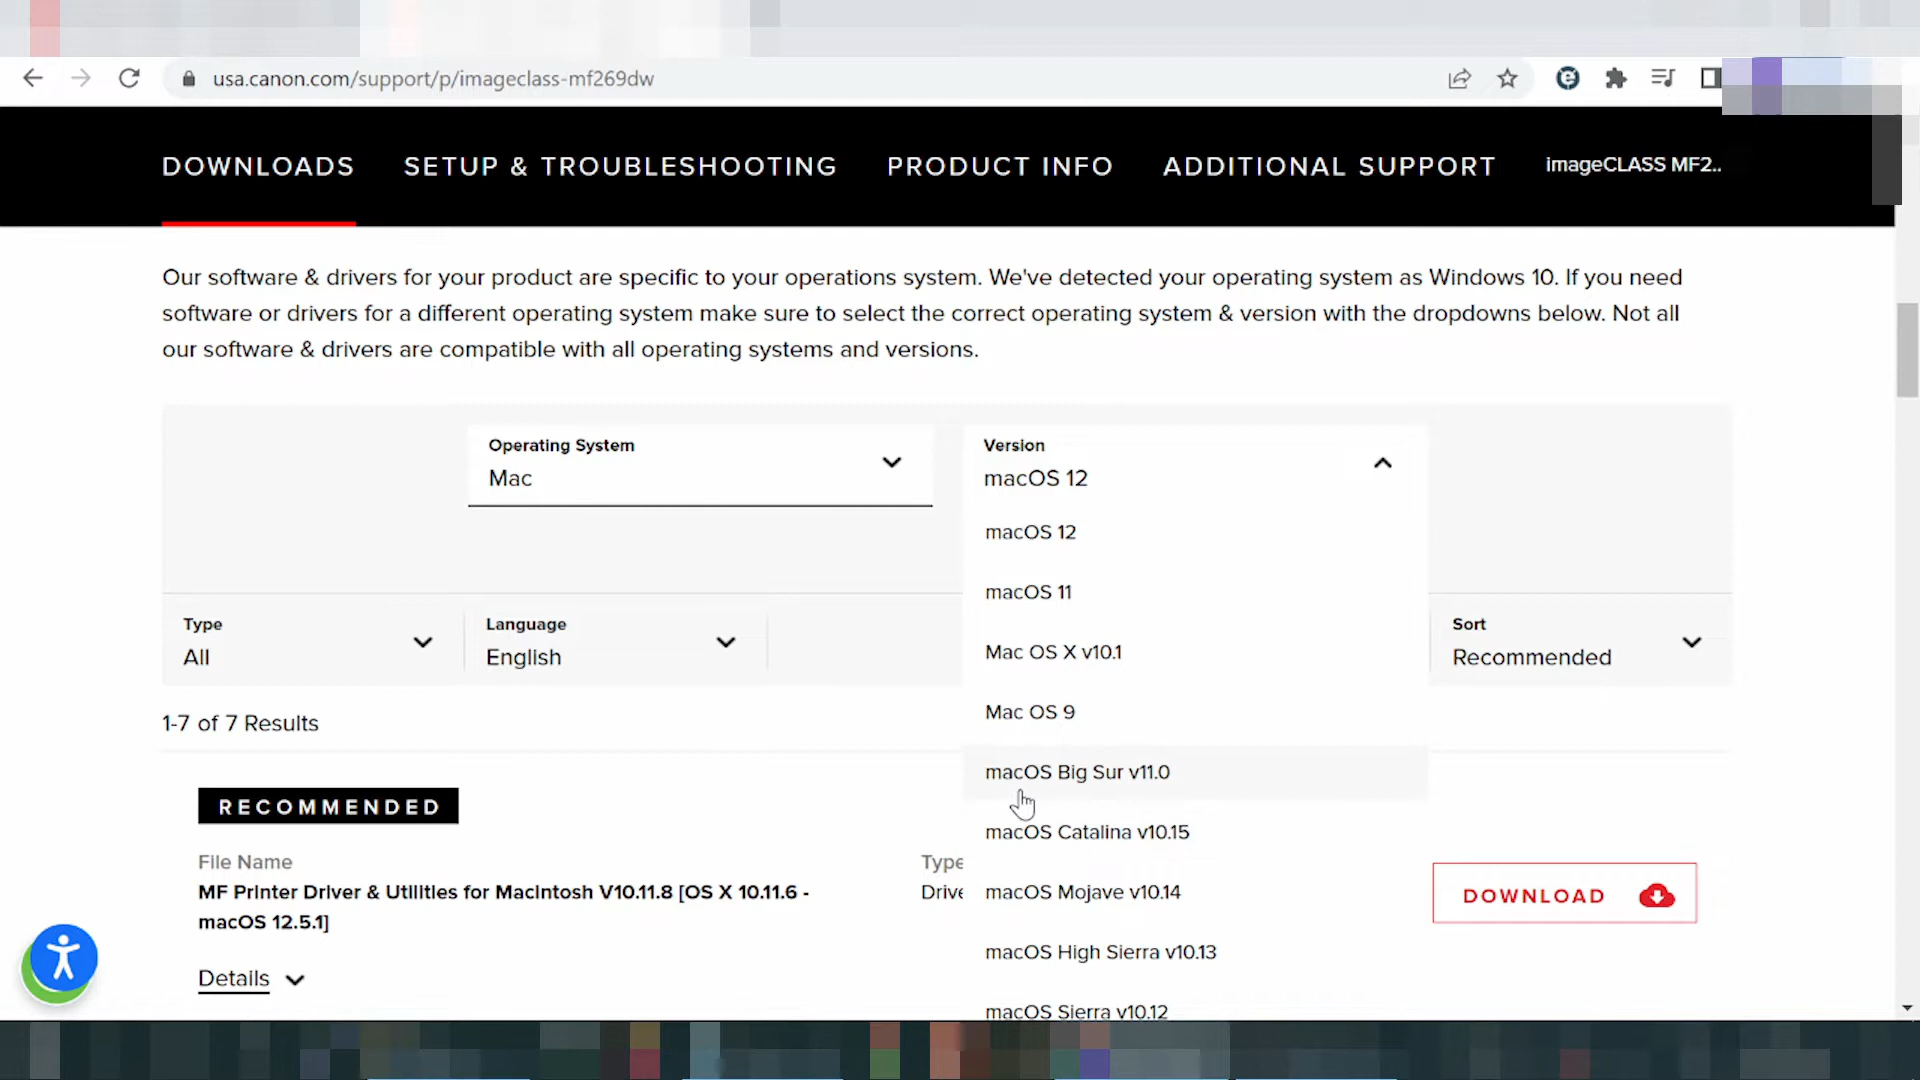 usa.canon.com/support/p/imageclass-mf269dw
DOWNLOADS SETUP & TROUBLESHOOTING PRODUCT INFO ADDITIONAL SUPPORT imageCLASS MF2..
Our software & drivers for your product are specific to your operations system. We've detected your operating system as Windows 10. If you need
software or drivers for a different operating system make sure to select the correct operating system & version with the dropdowns below. Not all
our software & drivers are compatible with all operating systems and versions.
Operating System
Mac
Version
macOS 12
macOS 12
macOS 11
Mac OS X v10.1
Mac OS 9
macOS Big Sur v11.0
macOS Catalina v10.15
macOS Mojave v10.14
macOS High Sierra v10.13
macOS Sierra v10.12
Type
All
Language
English
Sort
Recommended
1-7 of 7 Results
RECOMMENDED
File Name
MF Printer Driver & Utilities for Macintosh V10.11.8 [OS X 10.11.6 -
macOS 12.5.1]
Type
Drive
DOWNLOAD
Details